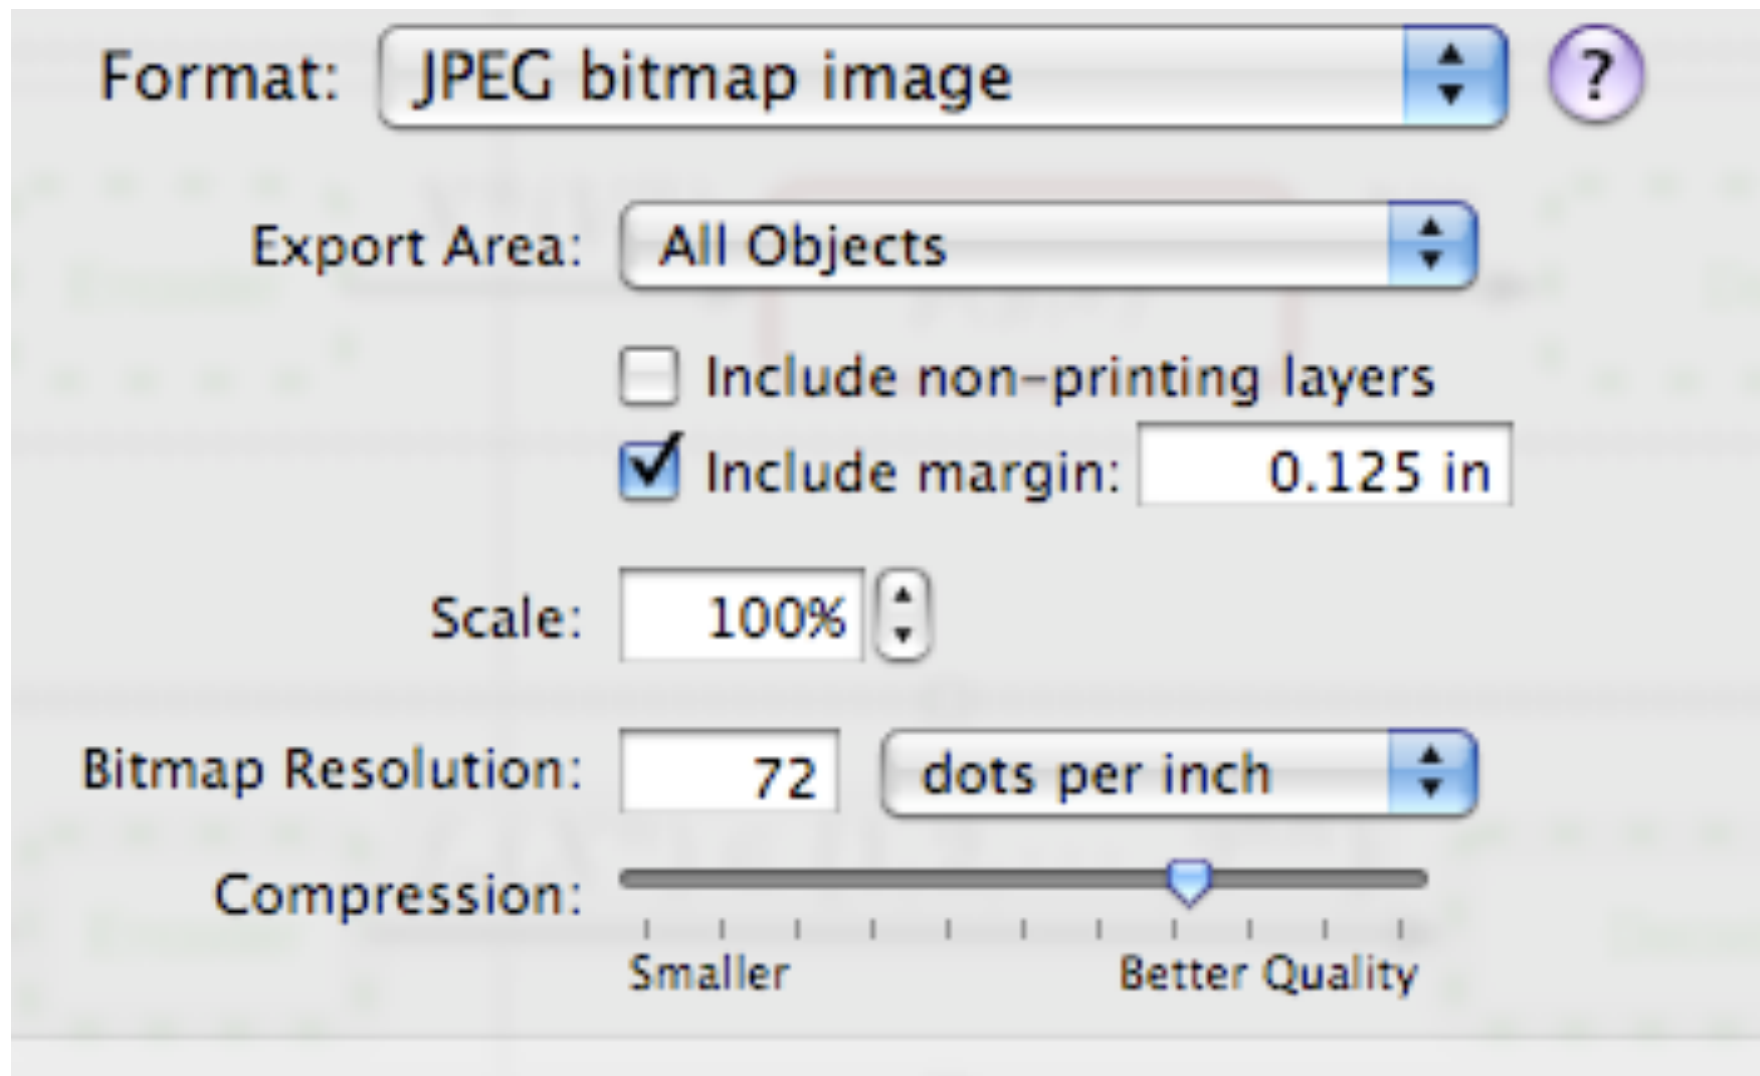 Format: JPEG bitmap image ?
Export Area: All Objects
Include non-printing layers
Include margin: 0.125 in
Scale: 100%
Bitmap Resolution: 72 dots per inch
Compression:
Smaller Better Quality